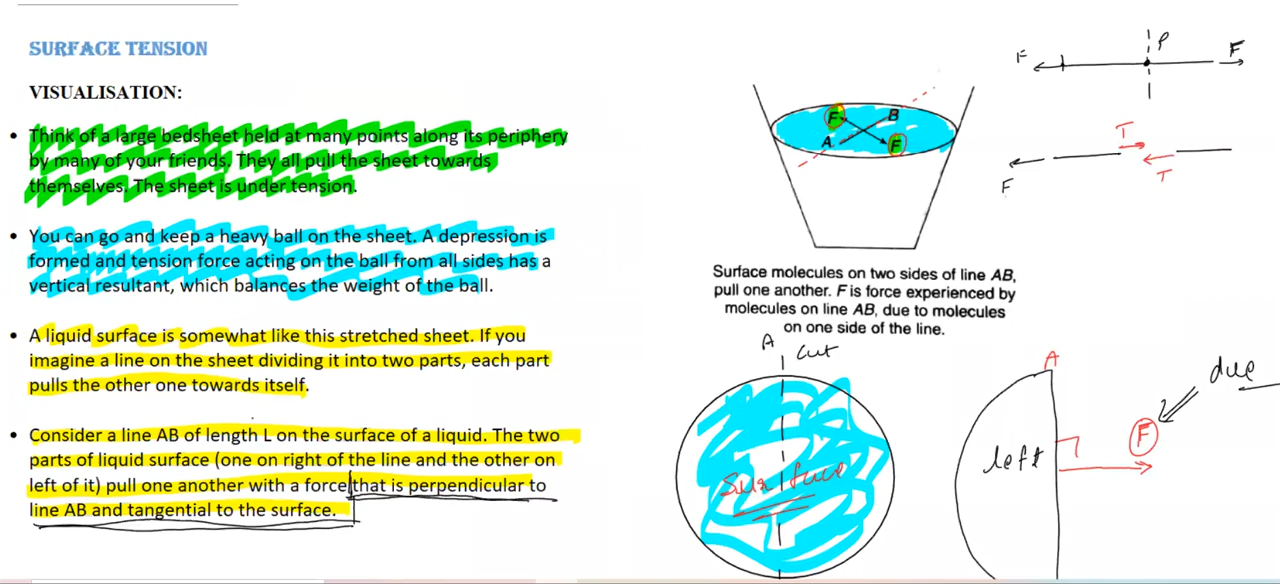 SURFACE TENSION
VISUALISATION:
• Think of a large bedsheet held at many points along its periphery
by many of your friends. They all pull the sheet towards
themselves. The sheet is under tension.
• You can go and keep a heavy ball on the sheet. A depression is
formed and tension force acting on the ball from all sides has a
vertical resultant, which balances the weight of the ball.
• A liquid surface is somewhat like this stretched sheet. If you
imagine a line on the sheet dividing it into two parts, each part
pulls the other one towards itself.
• Consider a line AB of length L on the surface of a liquid. The two
parts of liquid surface (one on right of the line and the other on
left of it) pull one another with a force that is perpendicular to
line AB and tangential to the surface.
F B
A F
Surface molecules on two sides of line AB,
pull one another. F is force experienced by
molecules on line AB, due to molecules
on one side of the line.
F P F
T
F T
A cut
Surface
A
left
F
due